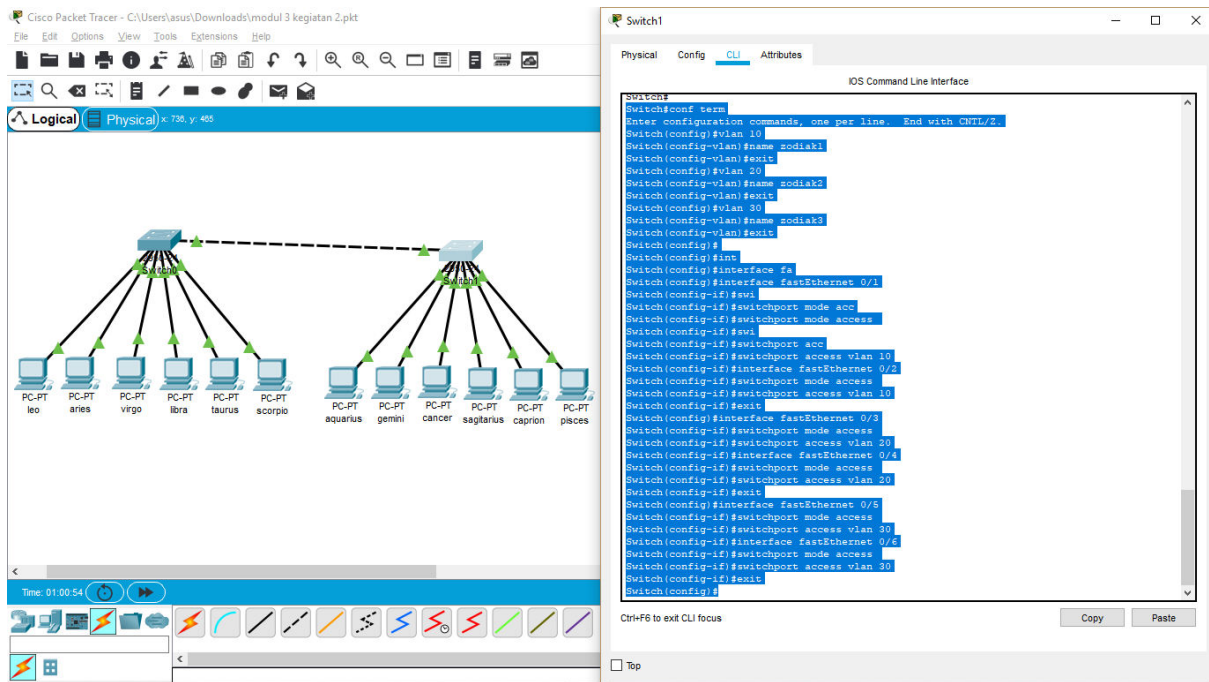 Cisco Packet Tracer - C:\Users\asus\Downloads\modul 3 kegiatan 2.pkt
File Edit Options View Tools Extensions Help
Logical Physical x: 736, y: 465
Switch0
Switch1
PC-PT leo
PC-PT aries
PC-PT virgo
PC-PT libra
PC-PT taurus
PC-PT scorpio
PC-PT aquarius
PC-PT gemini
PC-PT cancer
PC-PT sagitarius
PC-PT caprion
PC-PT pisces
Time: 01:00:54
Switch1
Physical Config CLI Attributes
IOS Command Line Interface
Switch#
Switch#conf term
Enter configuration commands, one per line. End with CNTL/Z.
Switch(config)#vlan 10
Switch(config-vlan)#name zodiak1
Switch(config-vlan)#exit
Switch(config)#vlan 20
Switch(config-vlan)#name zodiak2
Switch(config-vlan)#exit
Switch(config)#vlan 30
Switch(config-vlan)#name zodiak3
Switch(config-vlan)#exit
Switch(config)#
Switch(config)#int
Switch(config)#interface fa
Switch(config)#interface fastEthernet 0/1
Switch(config-if)#swi
Switch(config-if)#switchport mode acc
Switch(config-if)#switchport mode access
Switch(config-if)#swi
Switch(config-if)#switchport acc
Switch(config-if)#switchport access vlan 10
Switch(config-if)#interface fastEthernet 0/2
Switch(config-if)#switchport mode access
Switch(config-if)#switchport access vlan 10
Switch(config-if)#exit
Switch(config)#interface fastEthernet 0/3
Switch(config-if)#switchport mode access
Switch(config-if)#switchport access vlan 20
Switch(config-if)#interface fastEthernet 0/4
Switch(config-if)#switchport mode access
Switch(config-if)#switchport access vlan 20
Switch(config-if)#exit
Switch(config)#interface fastEthernet 0/5
Switch(config-if)#switchport mode access
Switch(config-if)#switchport access vlan 30
Switch(config-if)#interface fastEthernet 0/6
Switch(config-if)#switchport mode access
Switch(config-if)#switchport access vlan 30
Switch(config-if)#exit
Switch(config)#
Ctrl+F6 to exit CLI focus
Copy Paste
Top